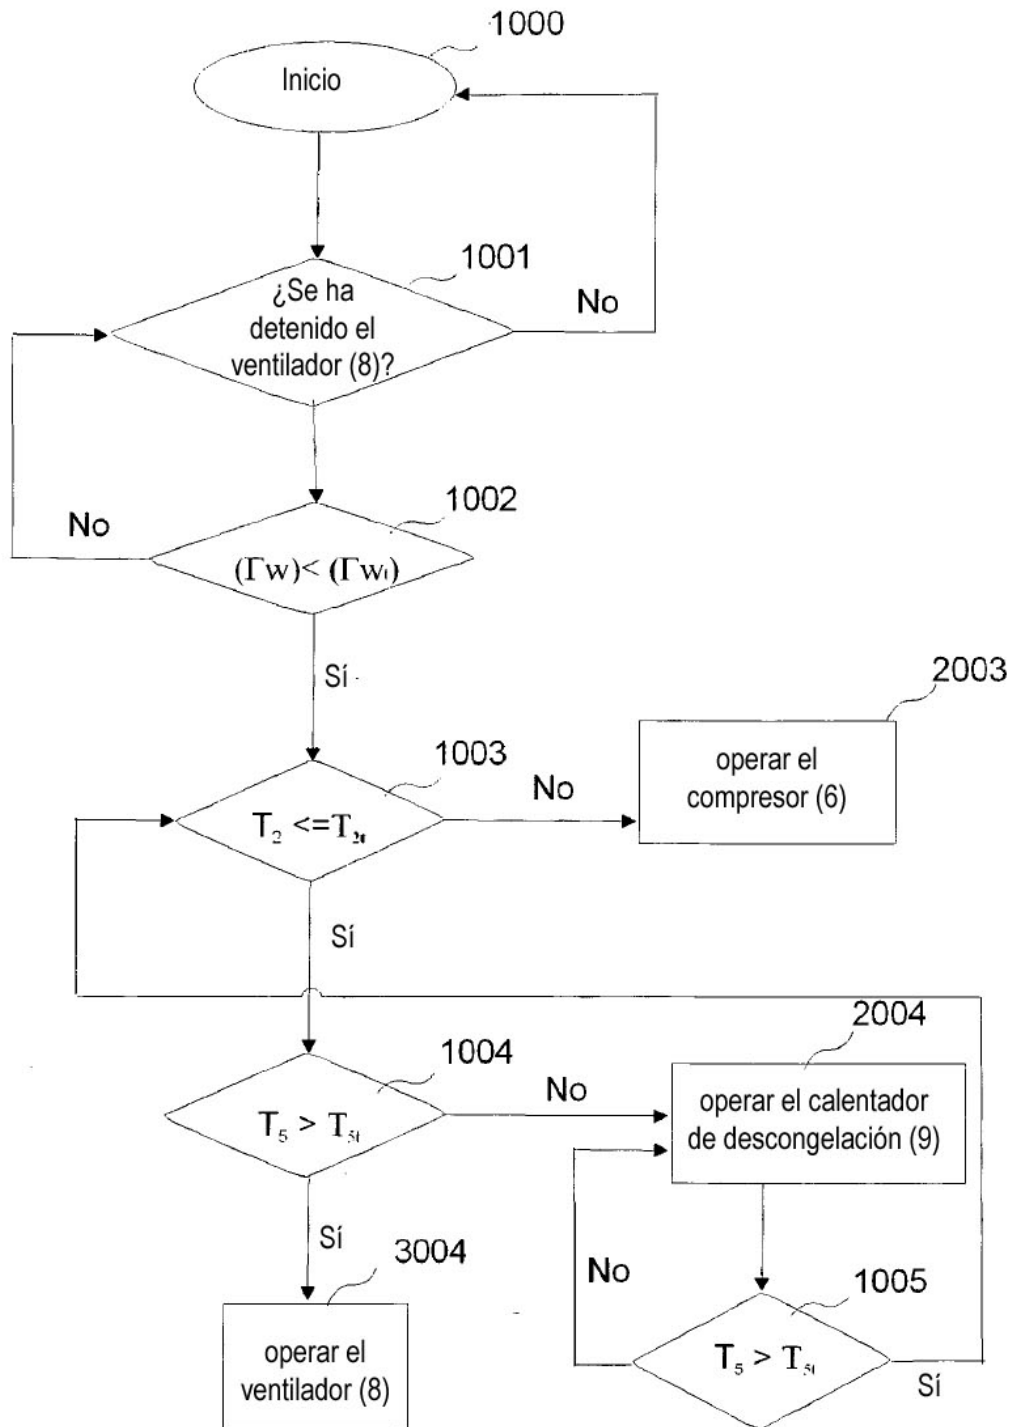 1000
Inicio
1001
¿Se ha
detenido el
ventilador (8)?
No
1002
No
(Γw)< (Γwₜ)
Sí
2003
operar el
compresor (6)
1003
No
T₂ <=T₂ₜ
Sí
2004
1004
No
operar el calentador
de descongelación (9)
T₅ > T₅ₜ
Sí
3004
No
1005
operar el
ventilador (8)
T₅ > T₅ₜ
Sí